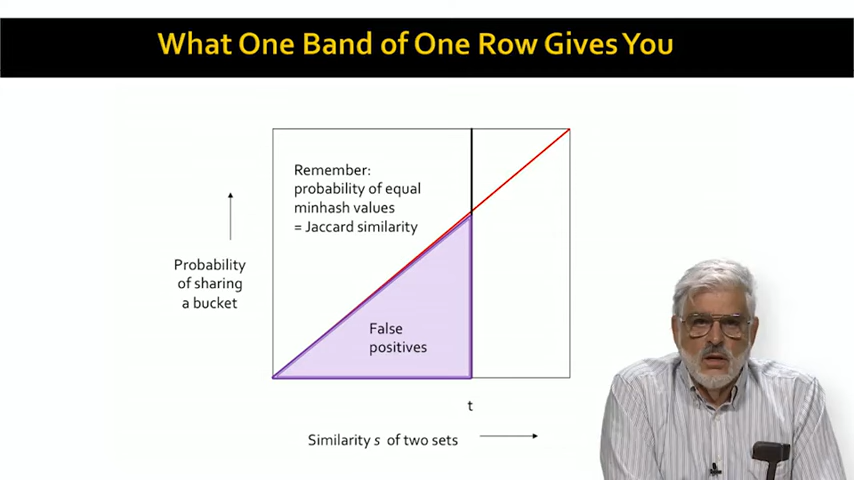 What One Band of One Row Gives You
Remember:
probability of equal
minhash values
= Jaccard similarity
Probability
of sharing
a bucket
False
positives
t
Similarity s of two sets